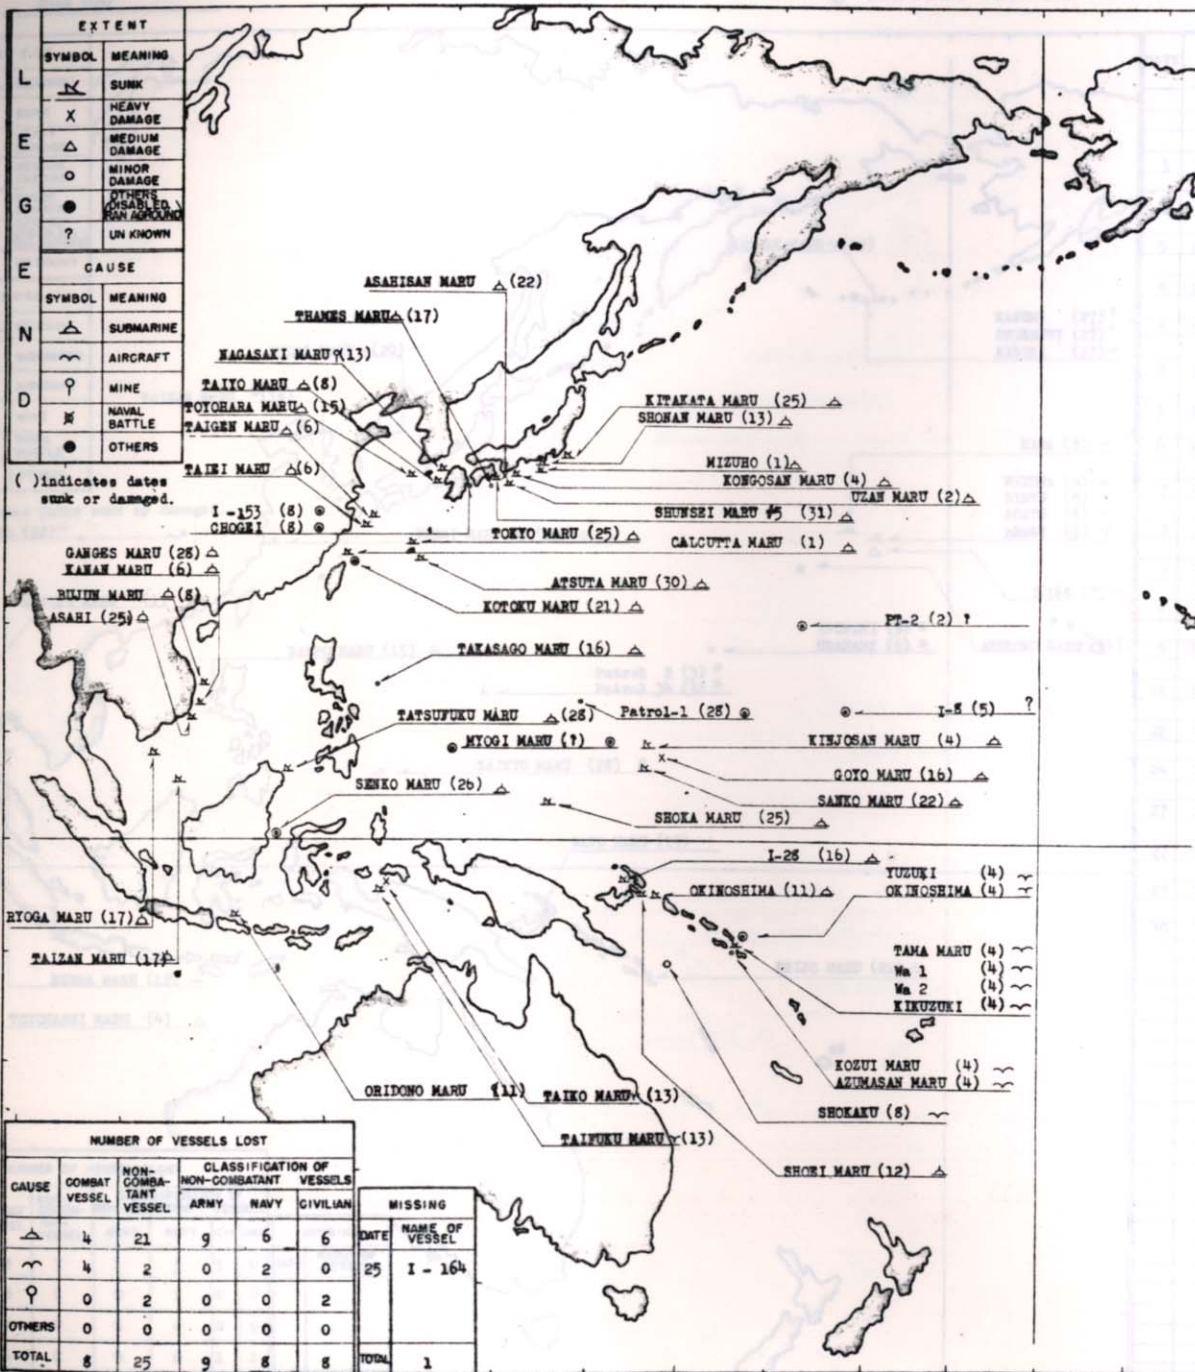 LEGEND
EXTENT
SYMBOL MEANING
SUNK
X HEAVY DAMAGE
△ MEDIUM DAMAGE
○ MINOR DAMAGE
● OTHERS (DISABLED RAN AGROUND)
? UN KNOWN
CAUSE
SYMBOL MEANING
SUBMARINE
AIRCRAFT
MINE
NAVAL BATTLE
● OTHERS
( ) indicates dates
sunk or damaged.
ASAHISAN MARU (22)
THAMES MARU (17)
NAGASAKI MARU (13)
TAIYO MARU (8)
TOYOHARA MARU (15)
TAIGEN MARU (6)
TAIEI MARU (6)
I-153 (8)
CHOGEI (8)
GANGES MARU (28)
KANAN MARU (6)
BUJUN MARU (8)
ASAHI (25)
KITAKATA MARU (25)
SHONAN MARU (13)
MIZUHO (1)
KONGOSAN MARU (4)
UZAN MARU (2)
SHUNSEI MARU #5 (31)
TOKYO MARU (25)
CALCUTTA MARU (1)
ATSUTA MARU (30)
KOTOKU MARU (21)
PT-2 (2) ?
TAKASAGO MARU (16)
TATSUFUKU MARU (28)
Patrol-1 (28)
I-8 (5) ?
MYOGI MARU (?)
KINJOSAN MARU (4)
GOYO MARU (16)
SENKO MARU (26)
SANKO MARU (22)
SHOKA MARU (25)
I-28 (16)
YUZUKI (4)
OKINOSHIMA (11)
OKINOSHIMA (4)
RYOGA MARU (17)
TAIZAN MARU (17)
TAMA MARU (4)
Wa 1 (4)
Wa 2 (4)
KIKUZUKI (4)
KOZUI MARU (4)
AZUMASAN MARU (4)
ORIDONO MARU (11)
TAIKO MARU (13)
SHOKAKU (8)
TAIFUKU MARU (13)
SHOEI MARU (12)
NUMBER OF VESSELS LOST
CAUSE COMBAT VESSEL NON-COMBATANT VESSEL CLASSIFICATION OF NON-COMBATANT VESSELS
ARMY NAVY CIVILIAN
4 21 9 6 6
4 2 0 2 0
0 2 0 0 2
OTHERS 0 0 0 0 0
TOTAL 8 25 9 8 8
MISSING
DATE NAME OF VESSEL
25 I - 164
TOTAL 1